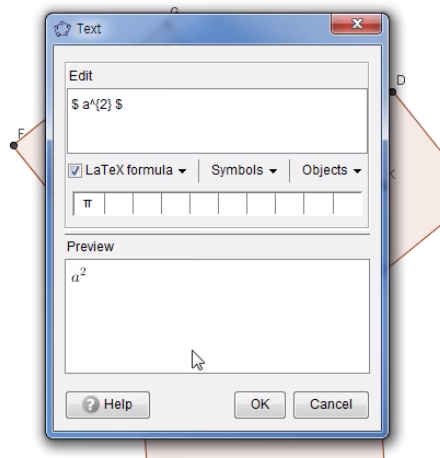 G
Text
Edit
$ a^{2} $
LaTeX formula Symbols Objects
π
Preview
a²
? Help OK Cancel
F
D
K